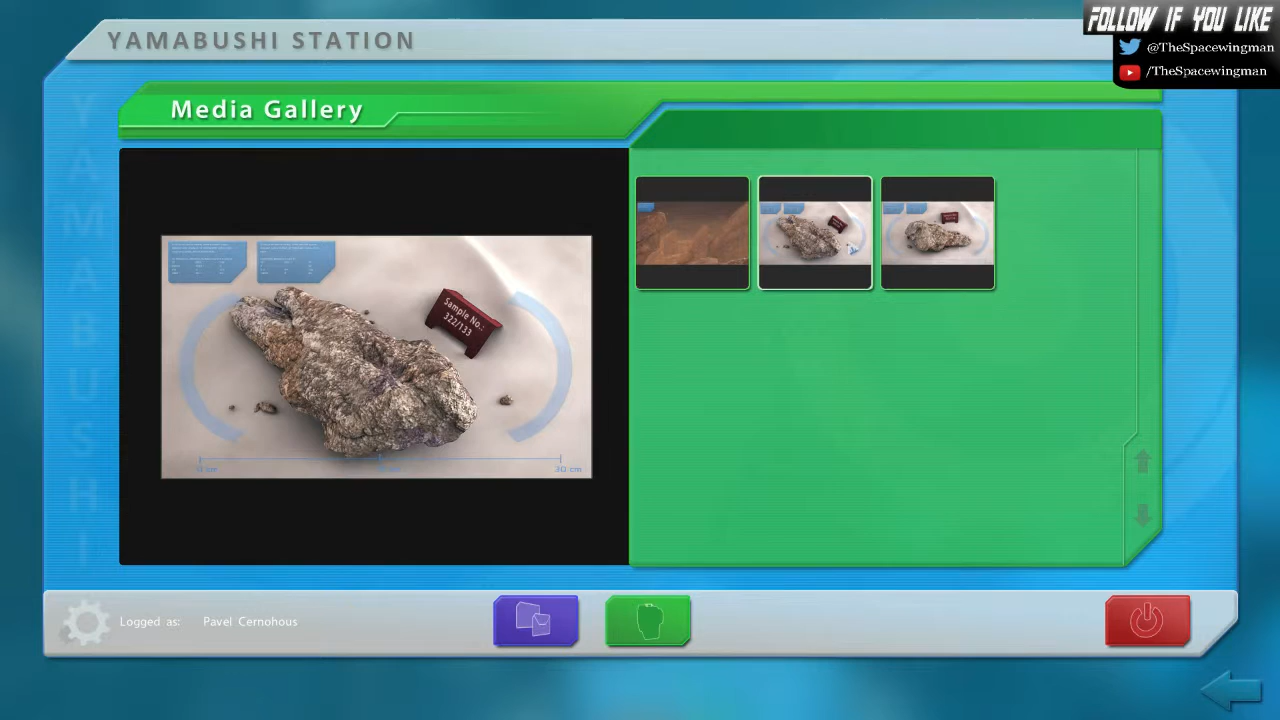 FOLLOW IF YOU LIKE
@TheSpacewingman
/TheSpacewingman
YAMABUSHI STATION
YAMABUSHI
Media Gallery
Sample No.:
322/133
30 cm
Logged as: Pavel Cernohous